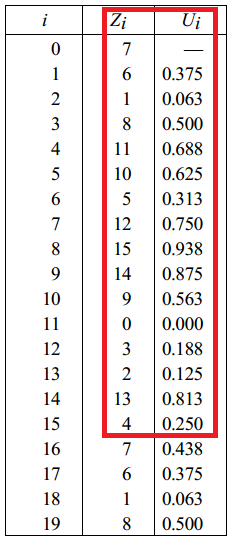 i Zi Ui
0 7 —
1 6 0.375
2 1 0.063
3 8 0.500
4 11 0.688
5 10 0.625
6 5 0.313
7 12 0.750
8 15 0.938
9 14 0.875
10 9 0.563
11 0 0.000
12 3 0.188
13 2 0.125
14 13 0.813
15 4 0.250
16 7 0.438
17 6 0.375
18 1 0.063
19 8 0.500